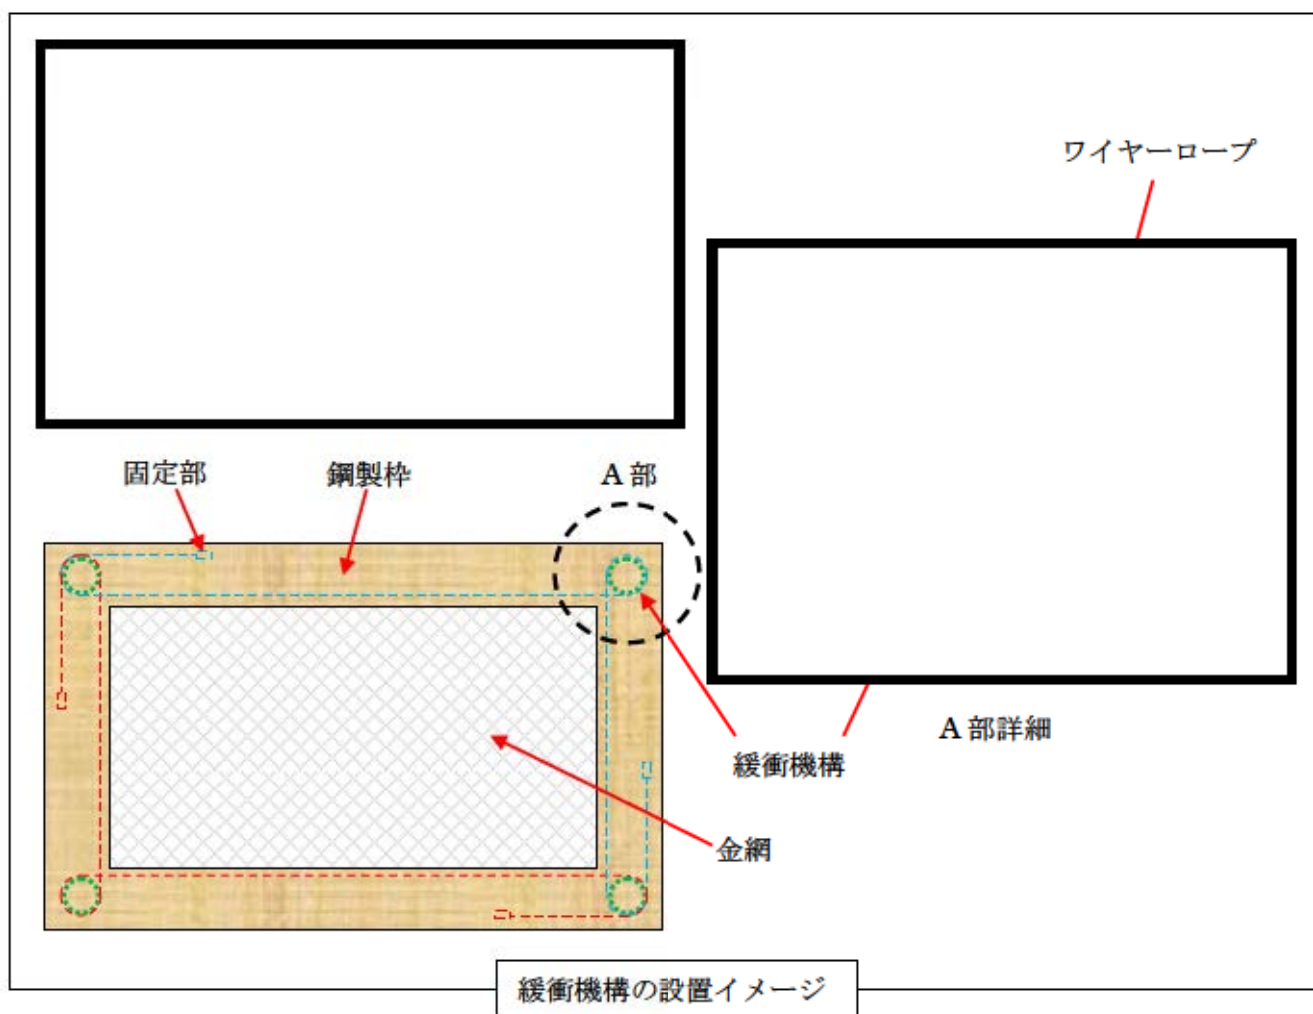 ワイヤーロープ
固定部
鋼製枠
A 部
A 部詳細
緩衝機構
金網
緩衝機構の設置イメージ